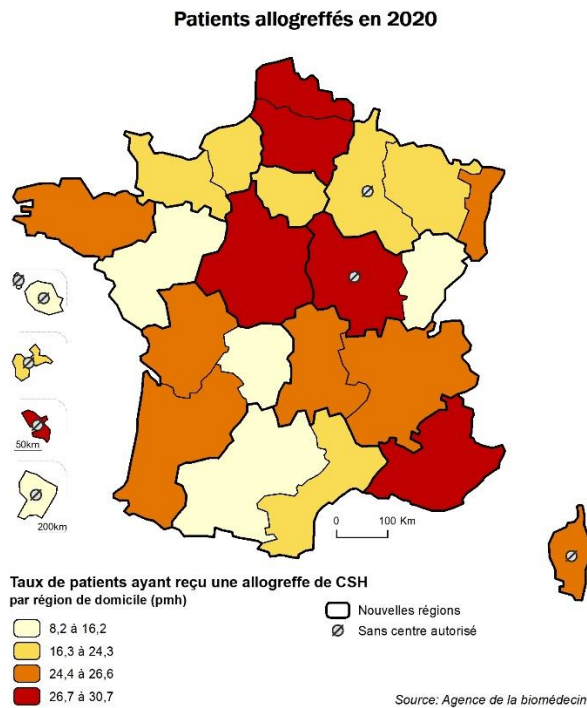 Patients allogreffés en 2020
50km
200km
0 100 Km
Taux de patients ayant reçu une allogreffe de CSH
par région de domicile (pmh)
8,2 à 16,2
16,3 à 24,3
24,4 à 26,6
26,7 à 30,7
Nouvelles régions
Sans centre autorisé
Source: Agence de la biomédecin